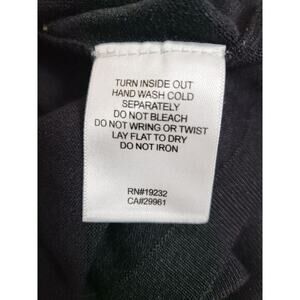 TURN INSIDE OUT
HAND WASH COLD
SEPARATELY
DO NOT BLEACH
DO NOT WRING OR TWIST
LAY FLAT TO DRY
DO NOT IRON
RN#19232
CA#29961